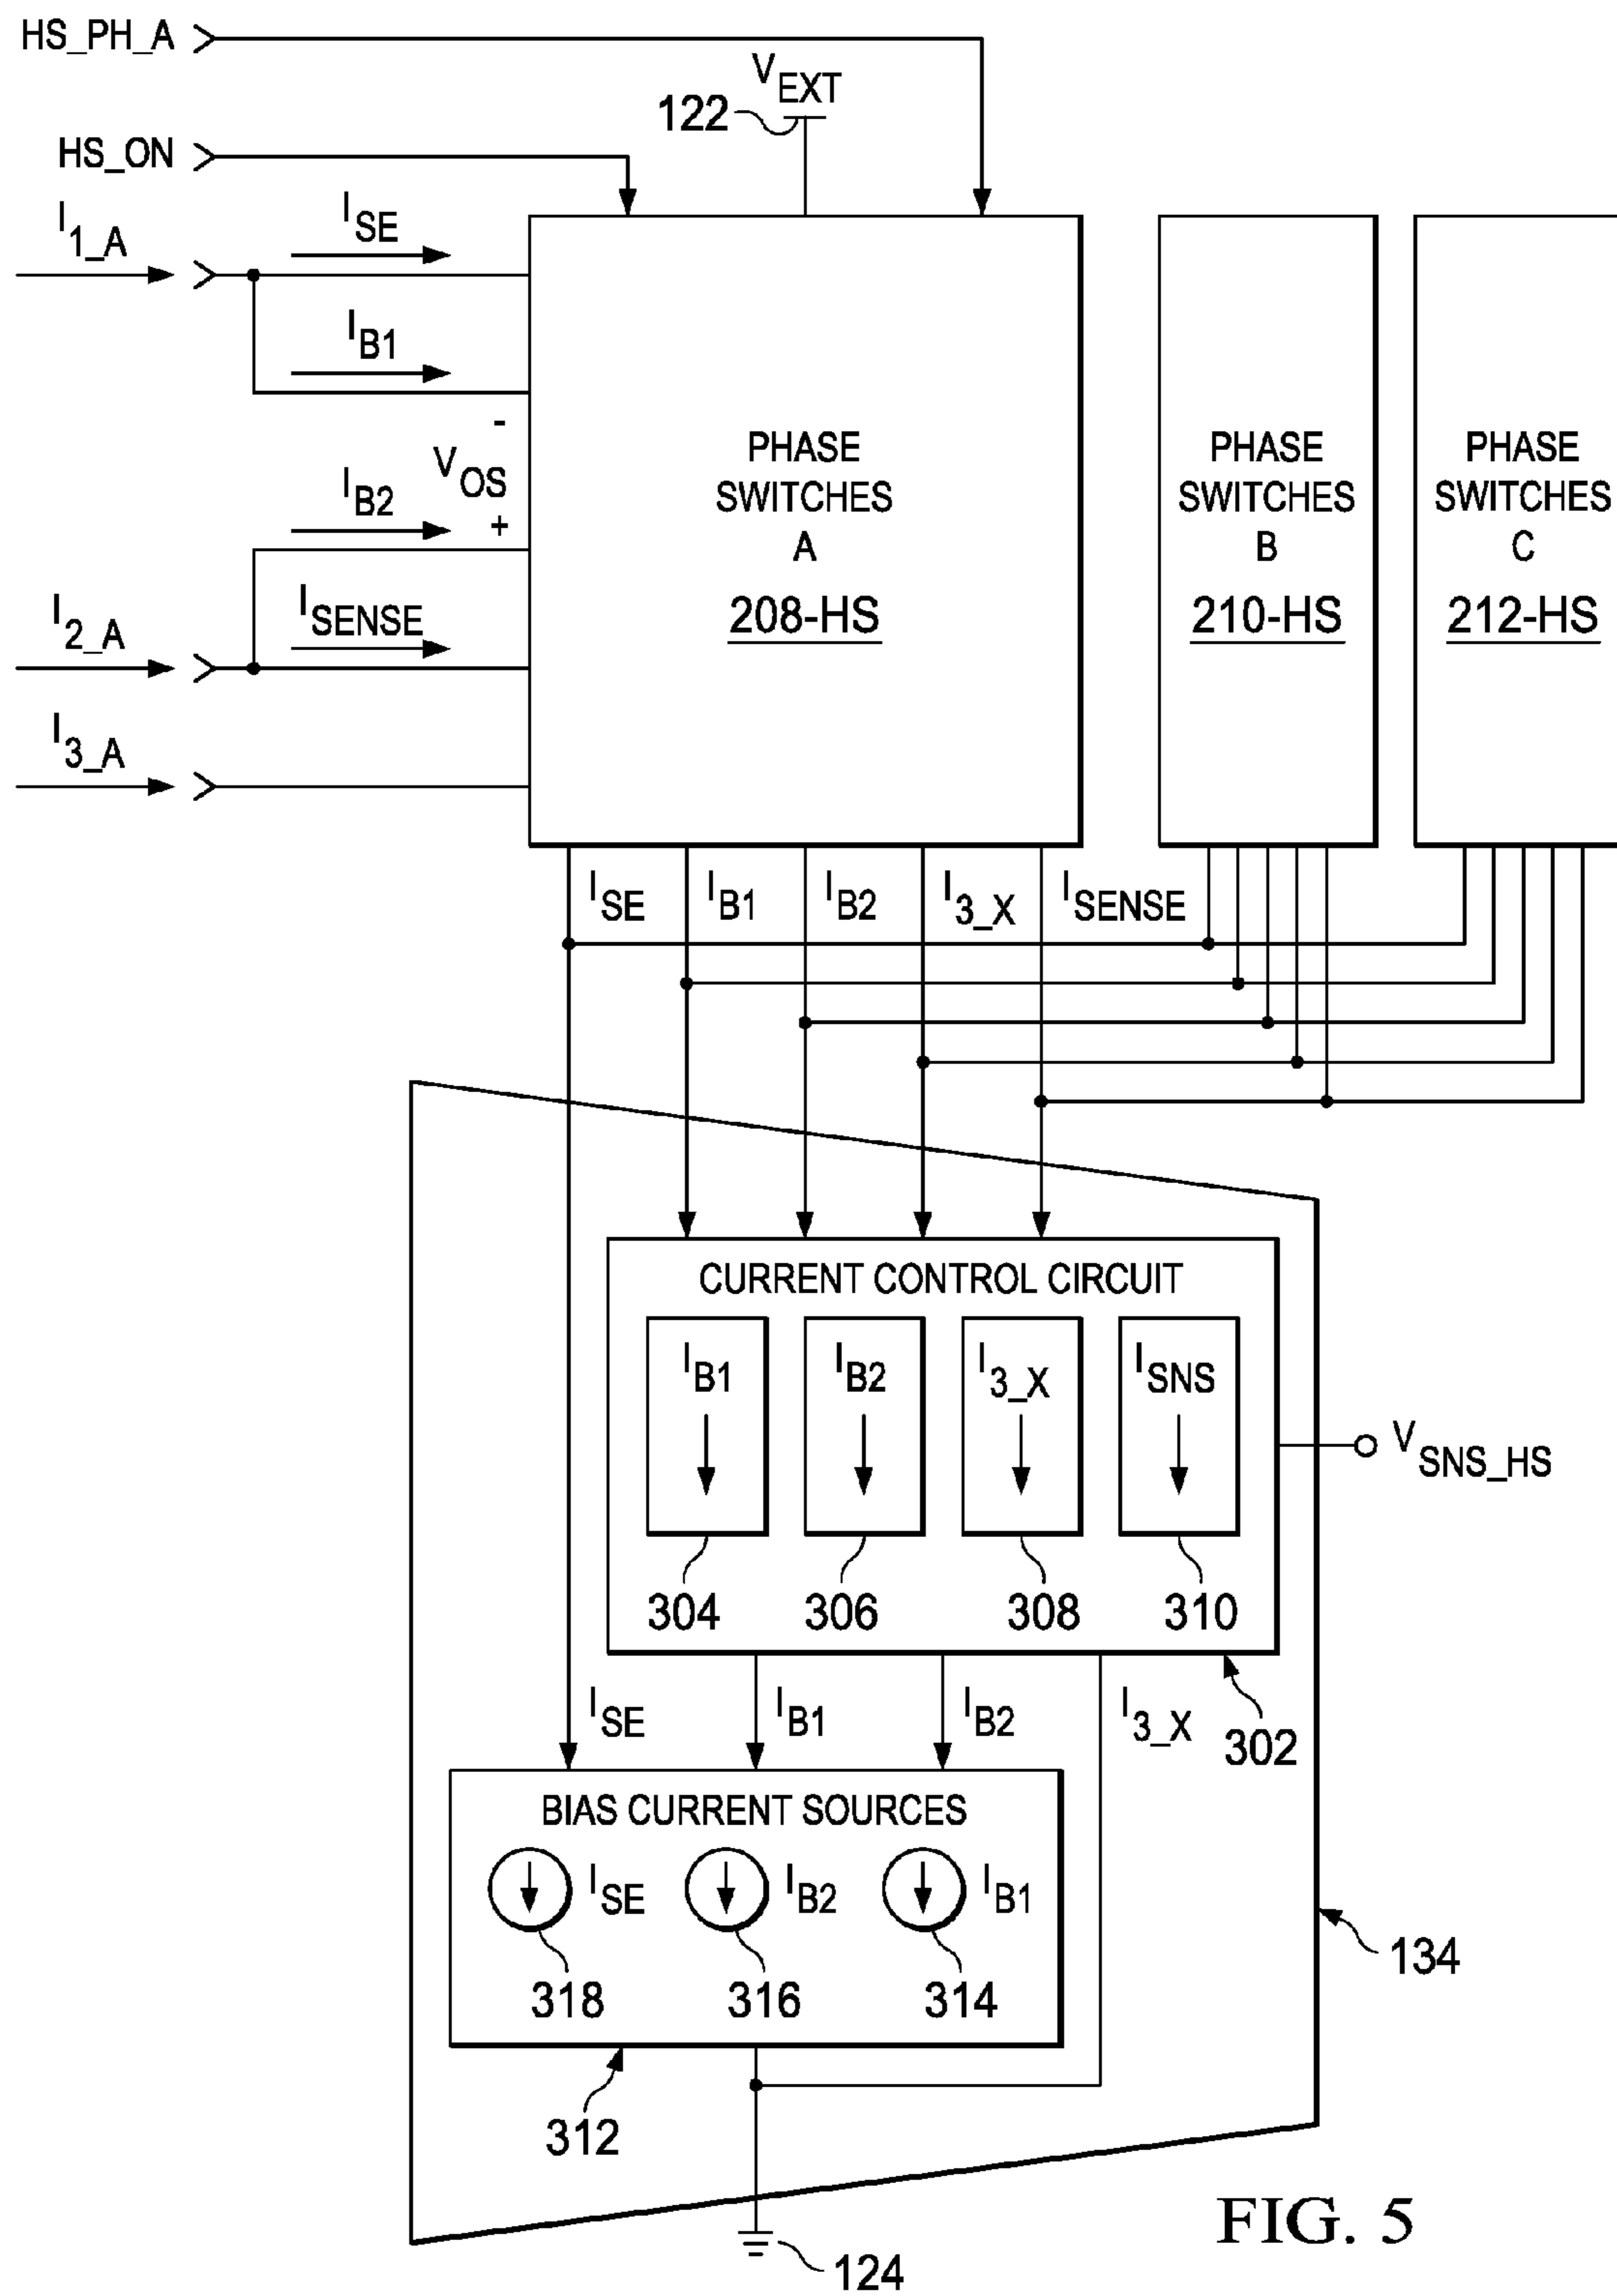 HS_PH_A
V_EXT
122
HS_ON
I_1_A
I_SE
I_B1
-
V_OS
+
I_B2
I_SENSE
I_2_A
I_3_A
PHASE
SWITCHES
A
208-HS
PHASE
SWITCHES
B
210-HS
PHASE
SWITCHES
C
212-HS
I_SE I_B1 I_B2 I_3_X I_SENSE
CURRENT CONTROL CIRCUIT
I_B1 I_B2 I_3_X I_SNS
V_SNS_HS
304 306 308 310
I_SE I_B1 I_B2 I_3_X
302
BIAS CURRENT SOURCES
I_SE I_B2 I_B1
318 316 314
134
312
124
FIG. 5